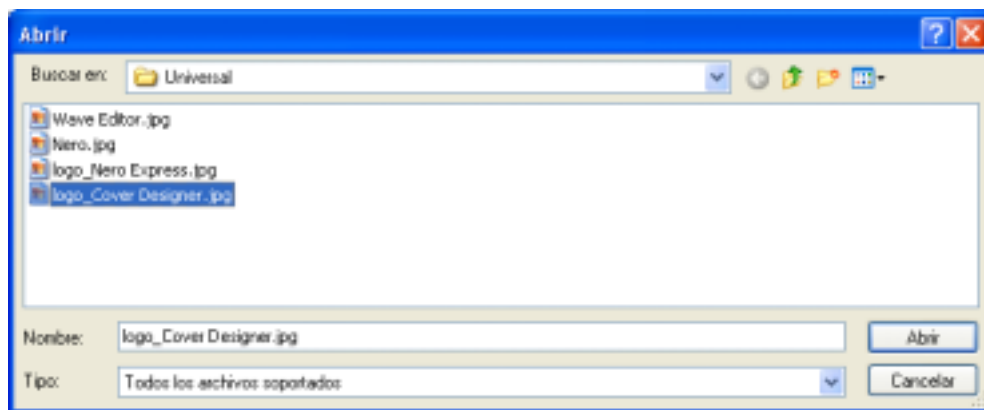 Abrir
Buscar en: Universal
Wave Editor.jpg
Nero.jpg
logo_Nero Express.jpg
logo_Cover Designer.jpg
Nombre: logo_Cover Designer.jpg Abrir
Tipo: Todos los archivos soportados Cancelar